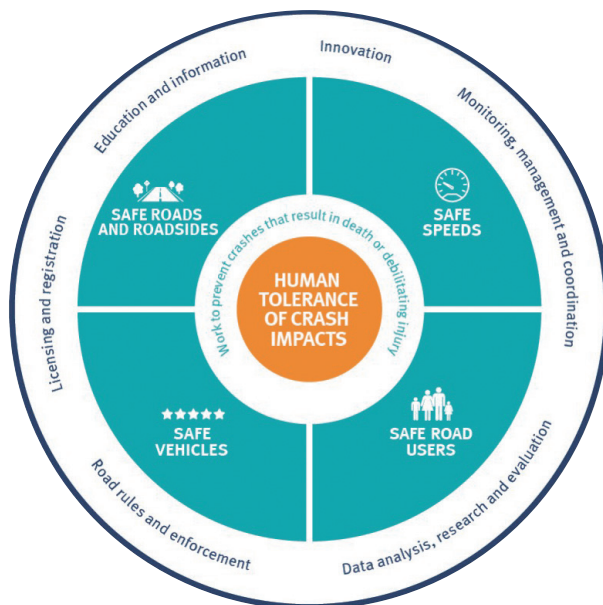 Innovation
Monitoring, management and coordination
Data analysis, research and evaluation
Road rules and enforcement
Licensing and registration
Education and information
SAFE ROADS
AND ROADSIDES
SAFE
SPEEDS
Work to prevent crashes that result in death or debilitating injury
HUMAN
TOLERANCE
OF CRASH
IMPACTS
SAFE
VEHICLES
SAFE ROAD
USERS